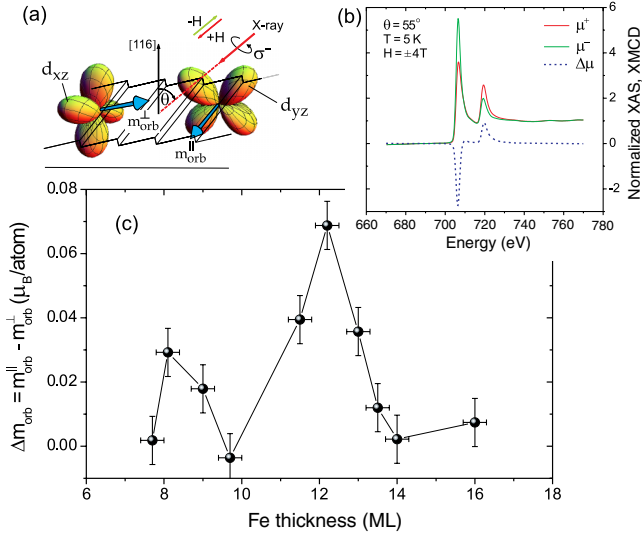 (a)
-H
+H
X-ray
σ⁻
[116]
θ
d_xz
d_yz
m_orb^⊥
m_orb^||
(b)
θ = 55°
T = 5 K
H = ±4T
μ⁺
μ⁻
Δμ
6
4
2
0
-2
Normalized XAS, XMCD
660 680 700 720 740 760 780
Energy (eV)
(c)
0.08
0.06
0.04
0.02
0.00
Δm_orb = m_orb^|| - m_orb^⊥ (μ_B/atom)
6 8 10 12 14 16 18
Fe thickness (ML)